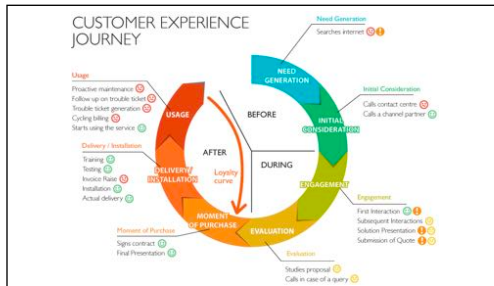 CUSTOMER EXPERIENCE
JOURNEY
Need Generation
Searches internet
NEED
GENERATION
Initial Consideration
Calls contact centre
Calls a channel partner
INITIAL
CONSIDERATION
Usage
Proactive maintenance
Follow up on trouble ticket
Trouble ticket generation
Cycling billing
Starts using the service
USAGE
BEFORE
AFTER
DURING
Loyalty
curve
Delivery / Installation
Training
Testing
Invoice Raise
Installation
Actual delivery
DELIVERY/
INSTALLATION
ENGAGEMENT
Engagement
First Interaction
Subsequent Interactions
Solution Presentation
Submission of Quote
Moment of Purchase
Signs contract
Final Presentation
MOMENT
OF PURCHASE
EVALUATION
Evaluation
Studies proposal
Calls in case of a query